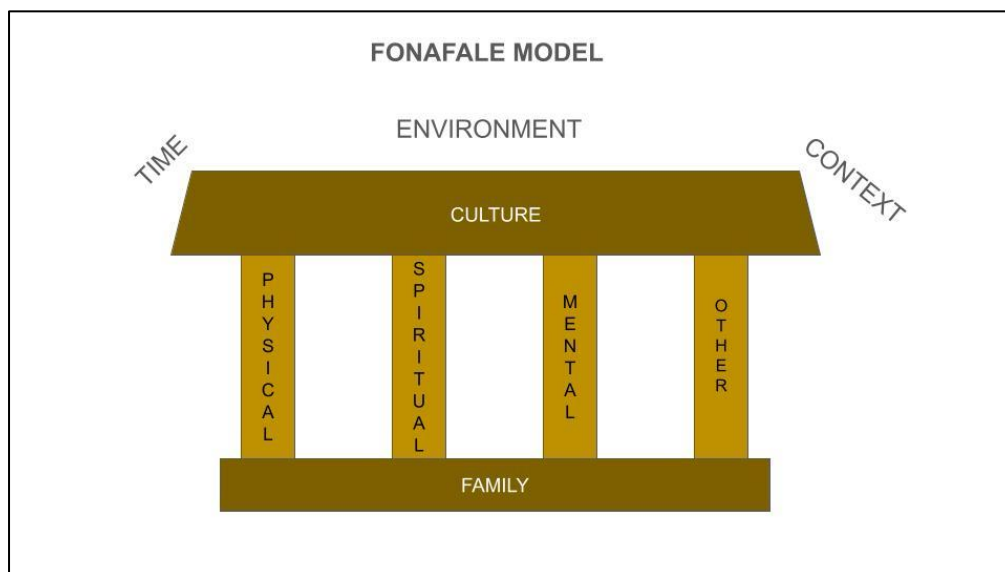 FONAFALE MODEL
ENVIRONMENT
TIME
CONTEXT
CULTURE
PHYSICAL
SPIRITUAL
MENTAL
OTHER
FAMILY